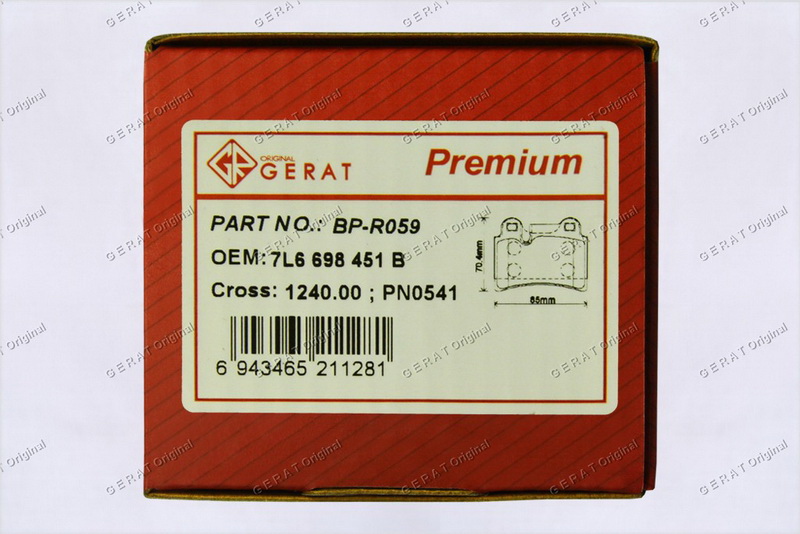 GR
ORIGINAL
GERAT
Premium
PART NO.: BP-R059
OEM: 7L6 698 451 B
Cross: 1240.00 ; PN0541
70.4mm
85mm
6 943465 211281
GERAT Original